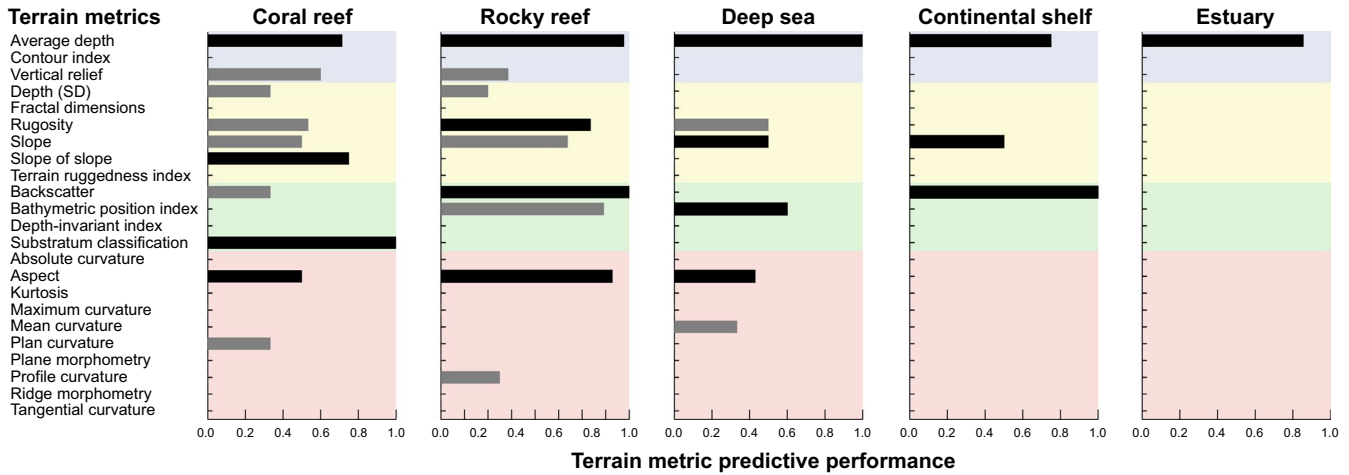 Terrain metrics Coral reef Rocky reef Deep sea Continental shelf Estuary
Average depth
Contour index
Vertical relief
Depth (SD)
Fractal dimensions
Rugosity
Slope
Slope of slope
Terrain ruggedness index
Backscatter
Bathymetric position index
Depth-invariant index
Substratum classification
Absolute curvature
Aspect
Kurtosis
Maximum curvature
Mean curvature
Plan curvature
Plane morphometry
Profile curvature
Ridge morphometry
Tangential curvature
0.0 0.2 0.4 0.6 0.8 1.0 0.0 0.2 0.4 0.6 0.8 1.0 0.0 0.2 0.4 0.6 0.8 1.0 0.0 0.2 0.4 0.6 0.8 1.0 0.0 0.2 0.4 0.6 0.8 1.0
Terrain metric predictive performance